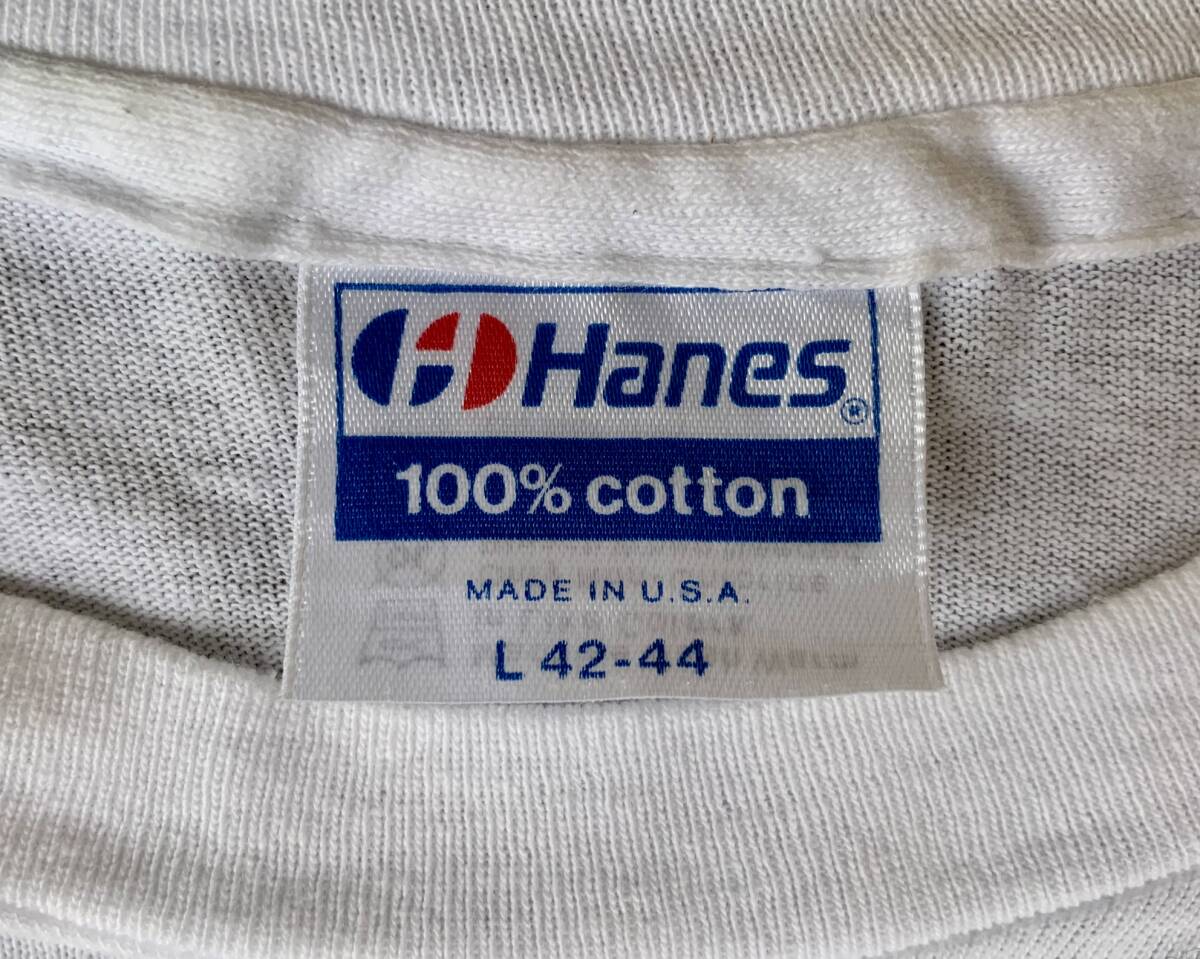 Hanes®
100% cotton
MADE IN U.S.A.
L 42-44